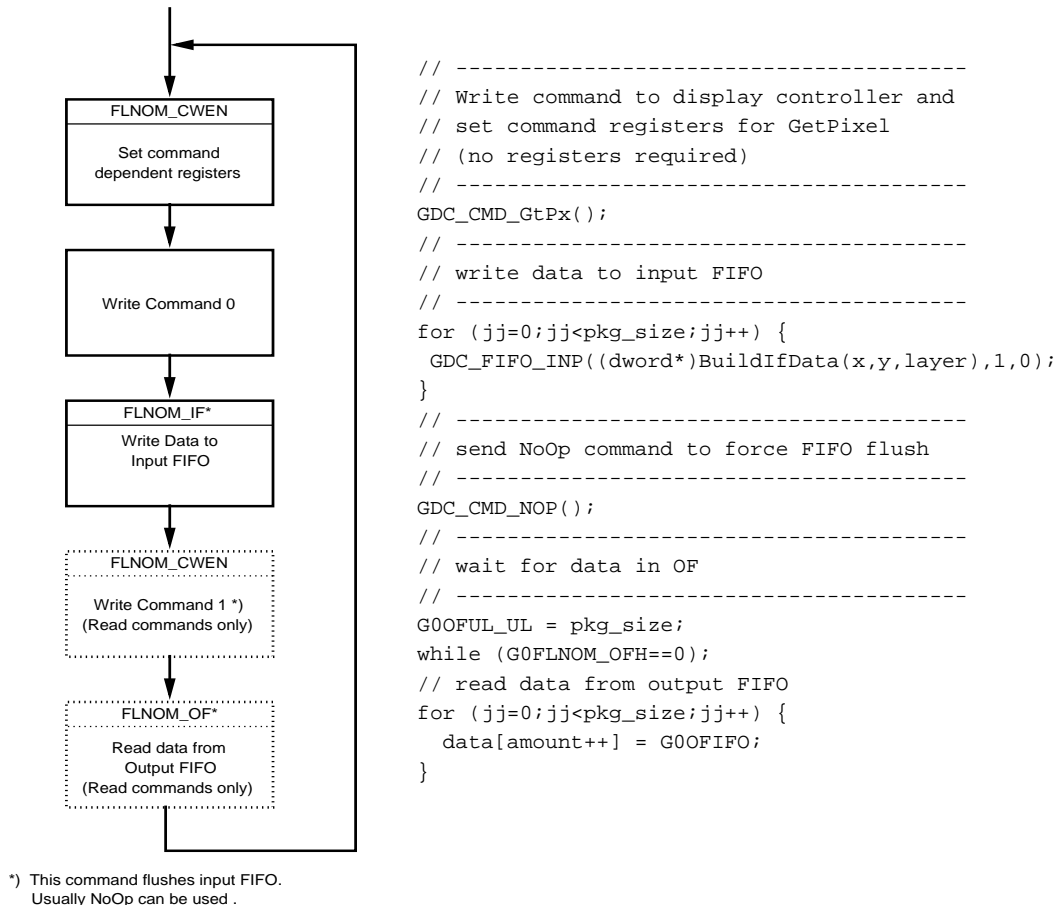 FLNOM_CWEN
Set command
dependent registers
Write Command 0
FLNOM_IF*
Write Data to
Input FIFO
FLNOM_CWEN
Write Command 1 *)
(Read commands only)
FLNOM_OF*
Read data from
Output FIFO
(Read commands only)
*) This command flushes input FIFO.
Usually NoOp can be used .
// ---------------------------------------
// Write command to display controller and
// set command registers for GetPixel
// (no registers required)
// ---------------------------------------
GDC_CMD_GtPx();
// ---------------------------------------
// write data to input FIFO
// ---------------------------------------
for (jj=0;jj<pkg_size;jj++) {
GDC_FIFO_INP((dword*)BuildIfData(x,y,layer),1,0);
}
// ---------------------------------------
// send NoOp command to force FIFO flush
// ---------------------------------------
GDC_CMD_NOP();
// ---------------------------------------
// wait for data in OF
// ---------------------------------------
G0OFUL_UL = pkg_size;
while (G0FLNOM_OFH==0);
// read data from output FIFO
for (jj=0;jj<pkg_size;jj++) {
data[amount++] = G0OFIFO;
}